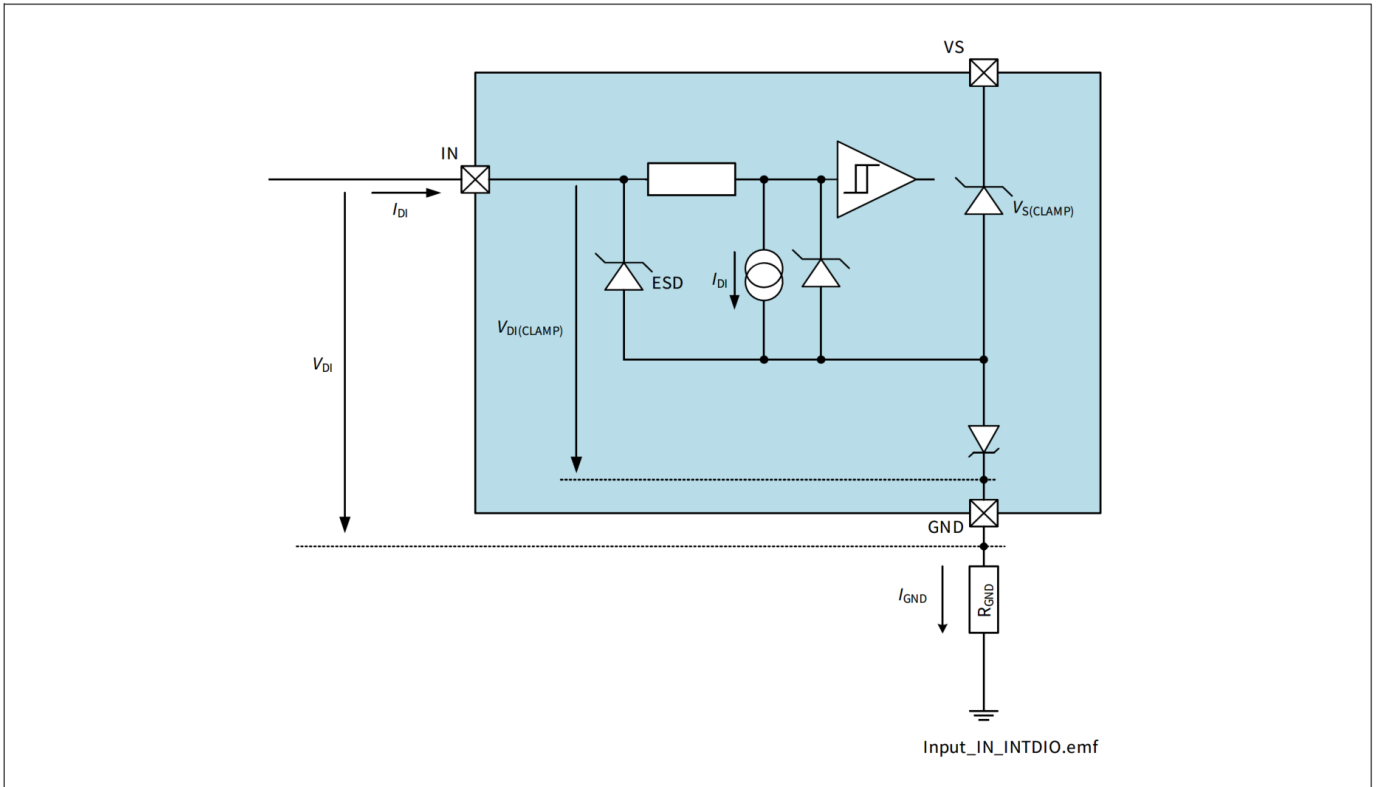 VS
IN
IDI
VS(CLAMP)
ESD
IDI
VDI(CLAMP)
VDI
GND
IGND
RGND
Input_IN_INTDIO.emf